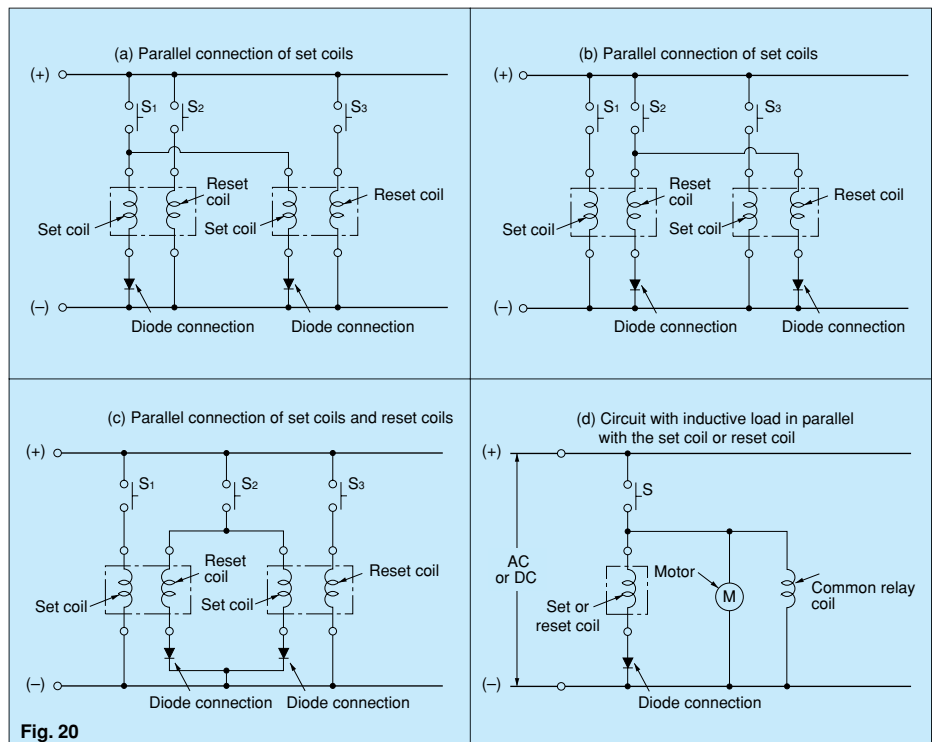 (a) Parallel connection of set coils
(+)
S1
S2
S3
Reset
coil
Reset coil
Set coil
Set coil
(–)
Diode connection
Diode connection
(b) Parallel connection of set coils
(+)
S1
S2
S3
Reset
coil
Reset coil
Set coil
Set coil
(–)
Diode connection
Diode connection
(c) Parallel connection of set coils and reset coils
(+)
S1
S2
S3
Reset
coil
Reset coil
Set coil
Set coil
(–)
Diode connection
Diode connection
(d) Circuit with inductive load in parallel
with the set coil or reset coil
(+)
S
AC
or DC
Motor
M
Common relay
coil
Set or
reset coil
(–)
Diode connection
Fig. 20